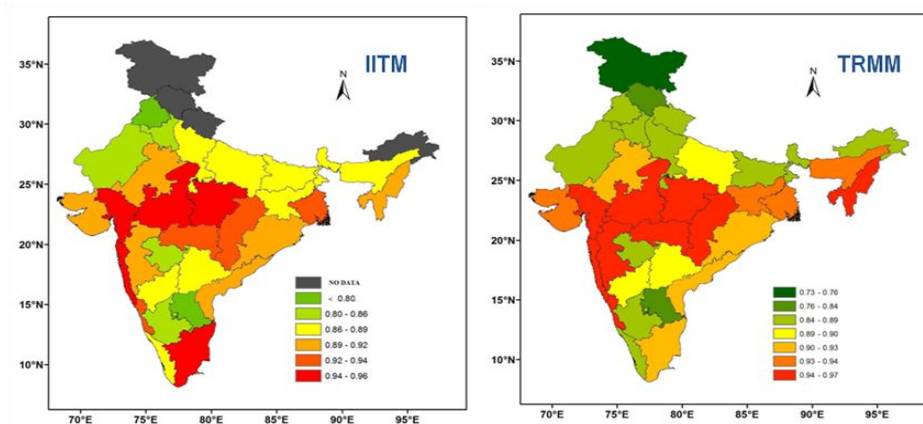 IITM
N
35°N
30°N
25°N
20°N
15°N
10°N
70°E 75°E 80°E 85°E 90°E 95°E
NO DATA
< 0.80.
0.80 - 0.86
0.86 - 0.89
0.89 - 0.92
0.92 - 0.94
0.94 - 0.96
TRMM
N
35°N
30°N
25°N
20°N
15°N
10°N
70°E 75°E 80°E 85°E 90°E 95°E
0.73 - 0.76
0.76 - 0.84
0.84 - 0.89
0.89 - 0.90
0.90 - 0.93
0.93 - 0.94
0.94 - 0.97